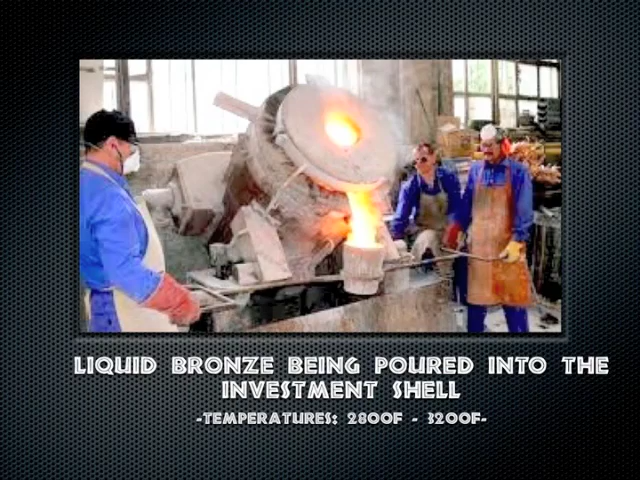 LIQUID BRONZE BEING POURED INTO THE
INVESTMENT SHELL
-TEMPERATURES: 2800F - 3200F-